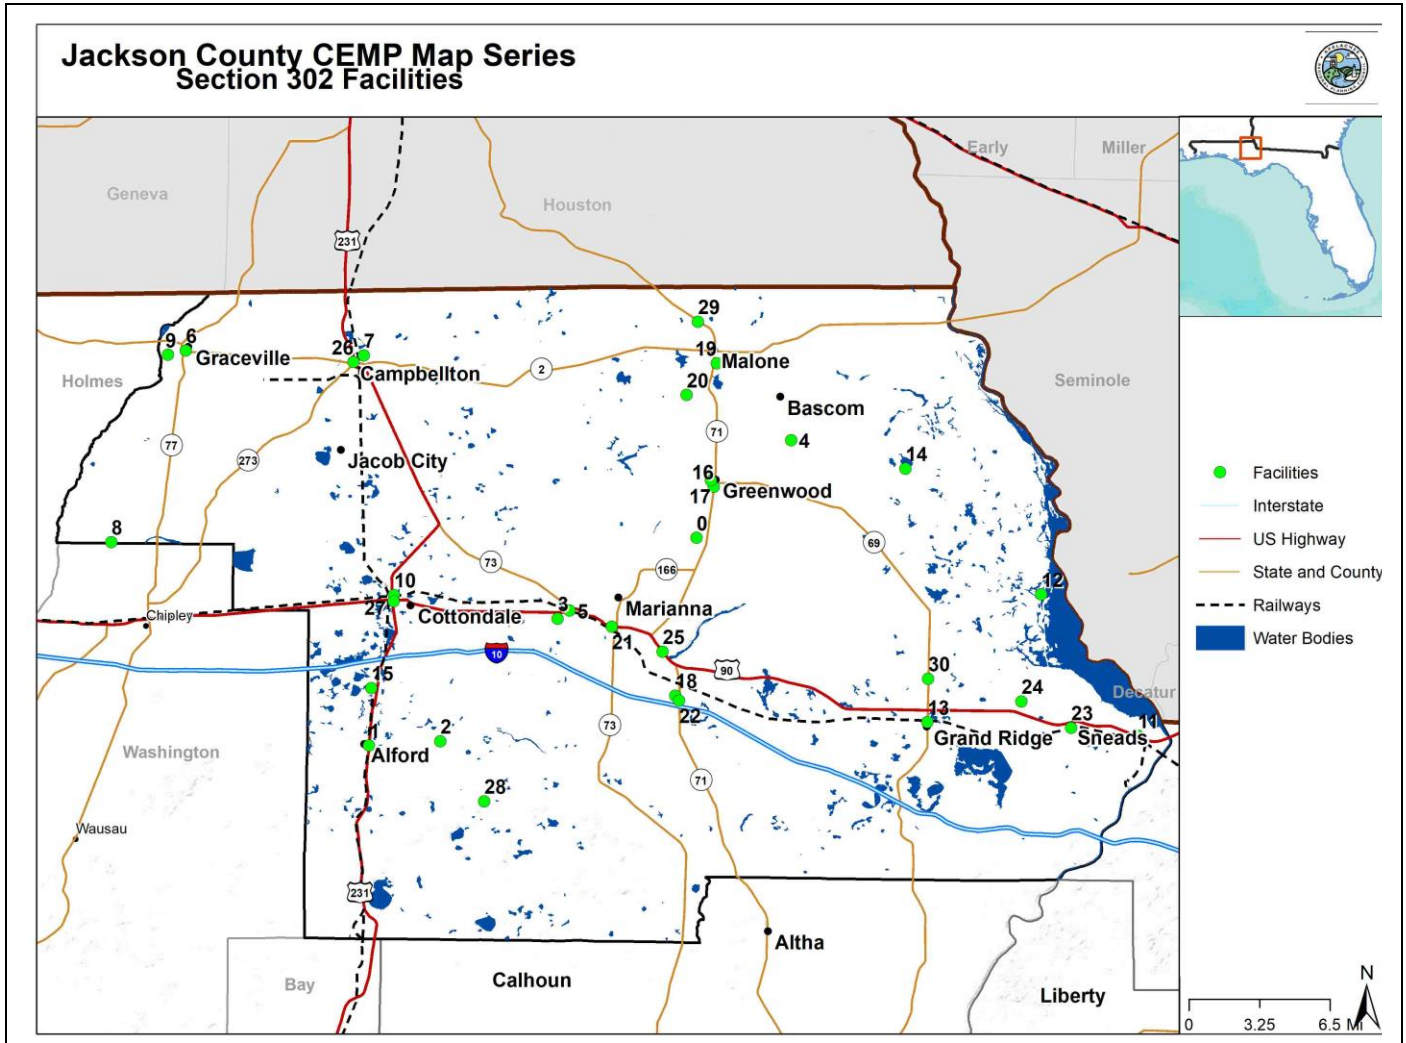 Jackson County CEMP Map Series
Section 302 Facilities
Early
Miller
Geneva
Houston
231
29
9
6
26
7
19
Graceville
Malone
Campbellton
2
Holmes
Seminole
20
Bascom
71
4
77
273
Jacob City
14
16
Greenwood
17
8
0
69
73
166
10
12
27
3
5
Marianna
Chipley
Cottondale
21
25
10
90
15
18
30
24
Decatur
22
13
23
11
73
2
1
Grand Ridge
Sneads
Washington
Alford
28
71
Wausau
231
Altha
Bay
Calhoun
Liberty
Facilities
Interstate
US Highway
State and County
Railways
Water Bodies
N
0 3.25 6.5 Mi